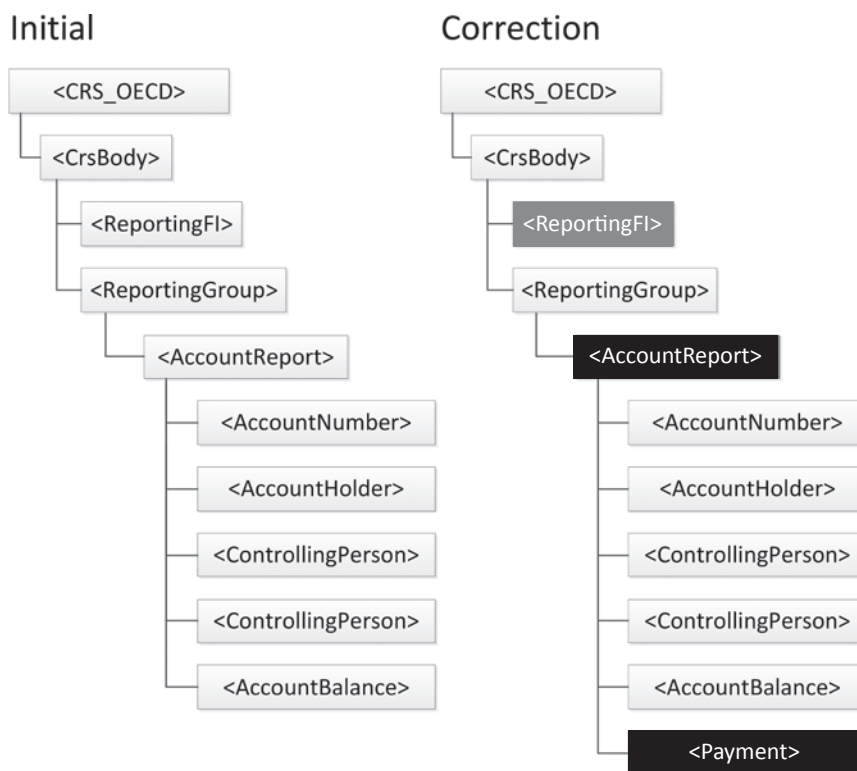 Initial
<CRS_OECD>
<CrsBody>
<ReportingFI>
<ReportingGroup>
<AccountReport>
<AccountNumber>
<AccountHolder>
<ControllingPerson>
<ControllingPerson>
<AccountBalance>
Correction
<CRS_OECD>
<CrsBody>
<ReportingFI>
<ReportingGroup>
<AccountReport>
<AccountNumber>
<AccountHolder>
<ControllingPerson>
<ControllingPerson>
<AccountBalance>
<Payment>